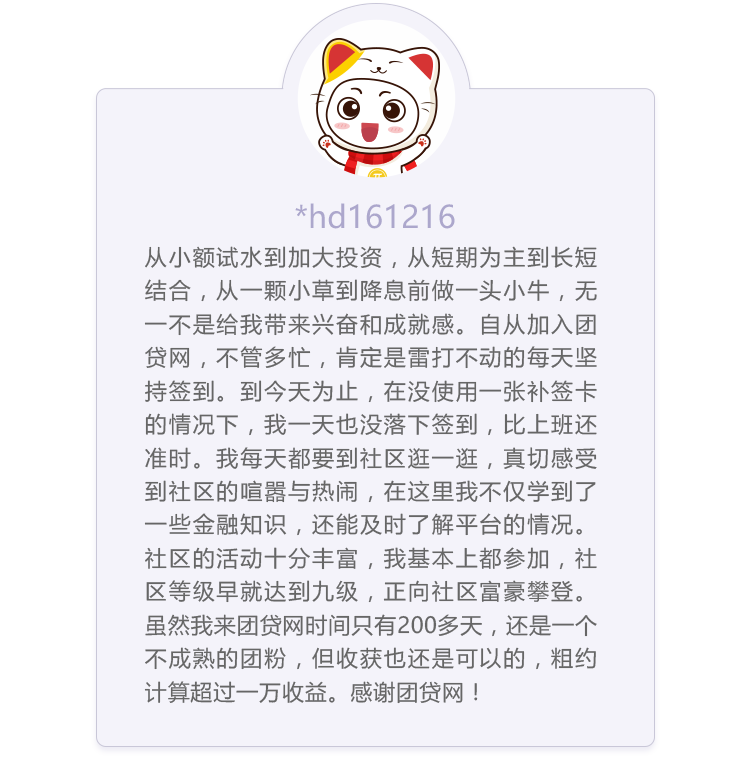 *hd161216
从小额试水到加大投资，从短期为主到长短
结合，从一颗小草到降息前做一头小牛，无
一不是给我带来兴奋和成就感。自从加入团
贷网，不管多忙，肯定是雷打不动的每天坚
持签到。到今天为止，在没使用一张补签卡
的情况下，我一天也没落下签到，比上班还
准时。我每天都要到社区逛一逛，真切感受
到社区的喧嚣与热闹，在这里我不仅学到了
一些金融知识，还能及时了解平台的情况。
社区的活动十分丰富，我基本上都参加，社
区等级早就达到九级，正向社区富豪攀登。
虽然我来团贷网时间只有200多天，还是一个
不成熟的团粉，但收获也还是可以的，粗约
计算超过一万收益。感谢团贷网！